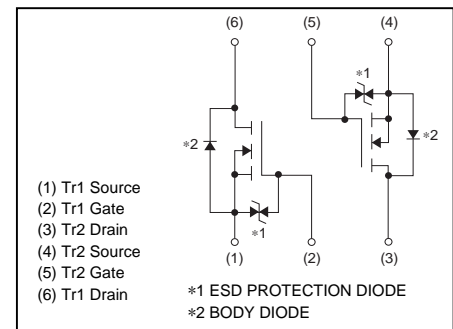 (6) (5) (4)
∗1
∗2 ∗2
(1) Tr1 Source
(2) Tr1 Gate
(3) Tr2 Drain
(4) Tr2 Source
(5) Tr2 Gate
(6) Tr1 Drain
∗1
(1) (2) (3)
∗1 ESD PROTECTION DIODE
∗2 BODY DIODE